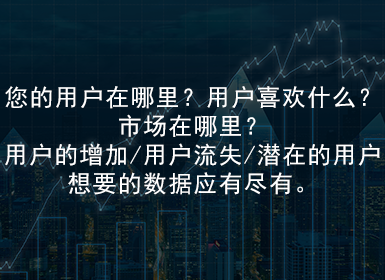 您的用户在哪里？用户喜欢什么？
市场在哪里？
用户的增加/用户流失/潜在的用户
想要的数据应有尽有。